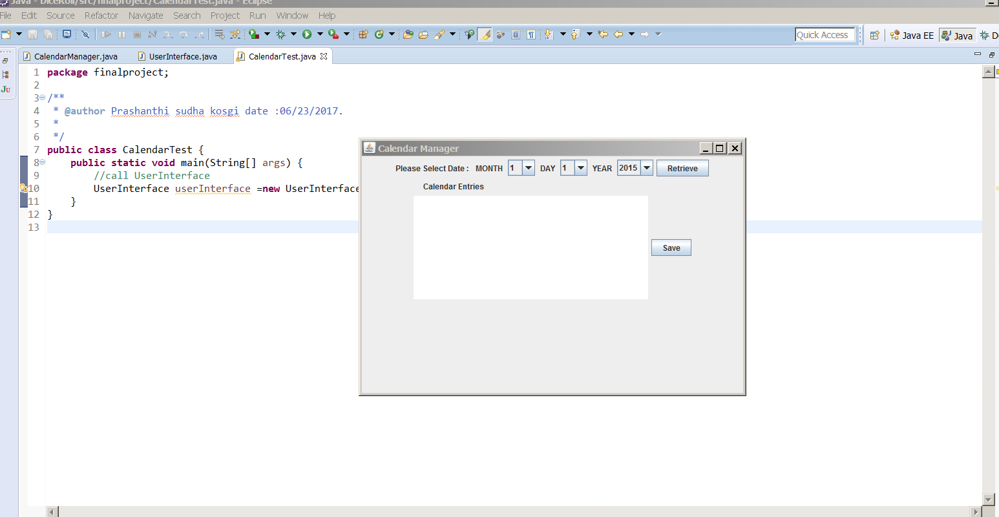 Java - DiceRoll/src/finalproject/CalendarTest.java - Eclipse
File Edit Source Refactor Navigate Search Project Run Window Help
Quick Access Java EE Java
CalendarManager.java UserInterface.java CalendarTest.java
JU
1 package finalproject;
2
3 /**
4  * @author Prashanthi sudha kosgi date :06/23/2017.
5  *
6  */
7 public class CalendarTest {
8     public static void main(String[] args) {
9         //call UserInterface
10         UserInterface userInterface =new UserInterface
11     }
12 }
13
Calendar Manager
Please Select Date : MONTH 1 DAY 1 YEAR 2015 Retrieve
Calendar Entries
Save